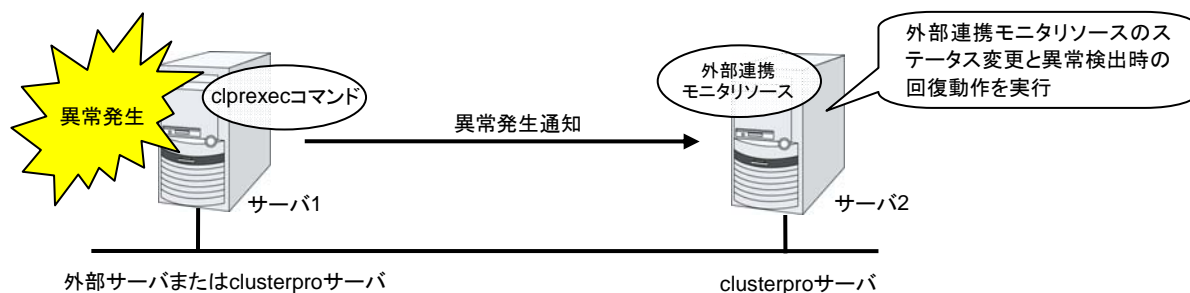 異常発生
clprexecコマンド
異常発生通知
外部連携
モニタリソース
外部連携モニタリソースのス
テータス変更と異常検出時の
回復動作を実行
サーバ1
サーバ2
外部サーバまたはclusterproサーバ
clusterproサーバ